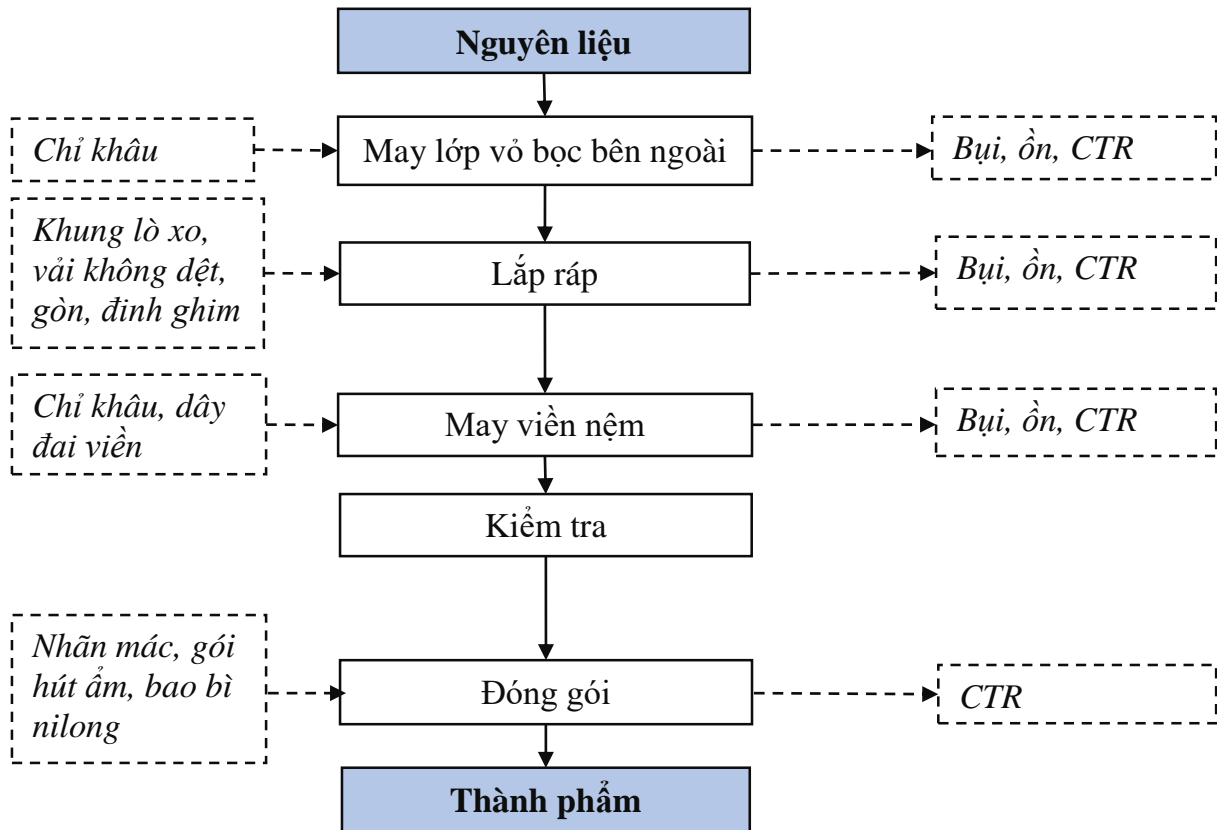 Nguyên liệu
Chỉ khâu
May lớp vỏ bọc bên ngoài
Bụi, ồn, CTR
Khung lò xo,
vải không dệt,
gòn, đinh ghim
Lắp ráp
Bụi, ồn, CTR
Chỉ khâu, dây
đai viền
May viền nệm
Bụi, ồn, CTR
Kiểm tra
Nhãn mác, gói
hút ẩm, bao bì
nilong
Đóng gói
CTR
Thành phẩm